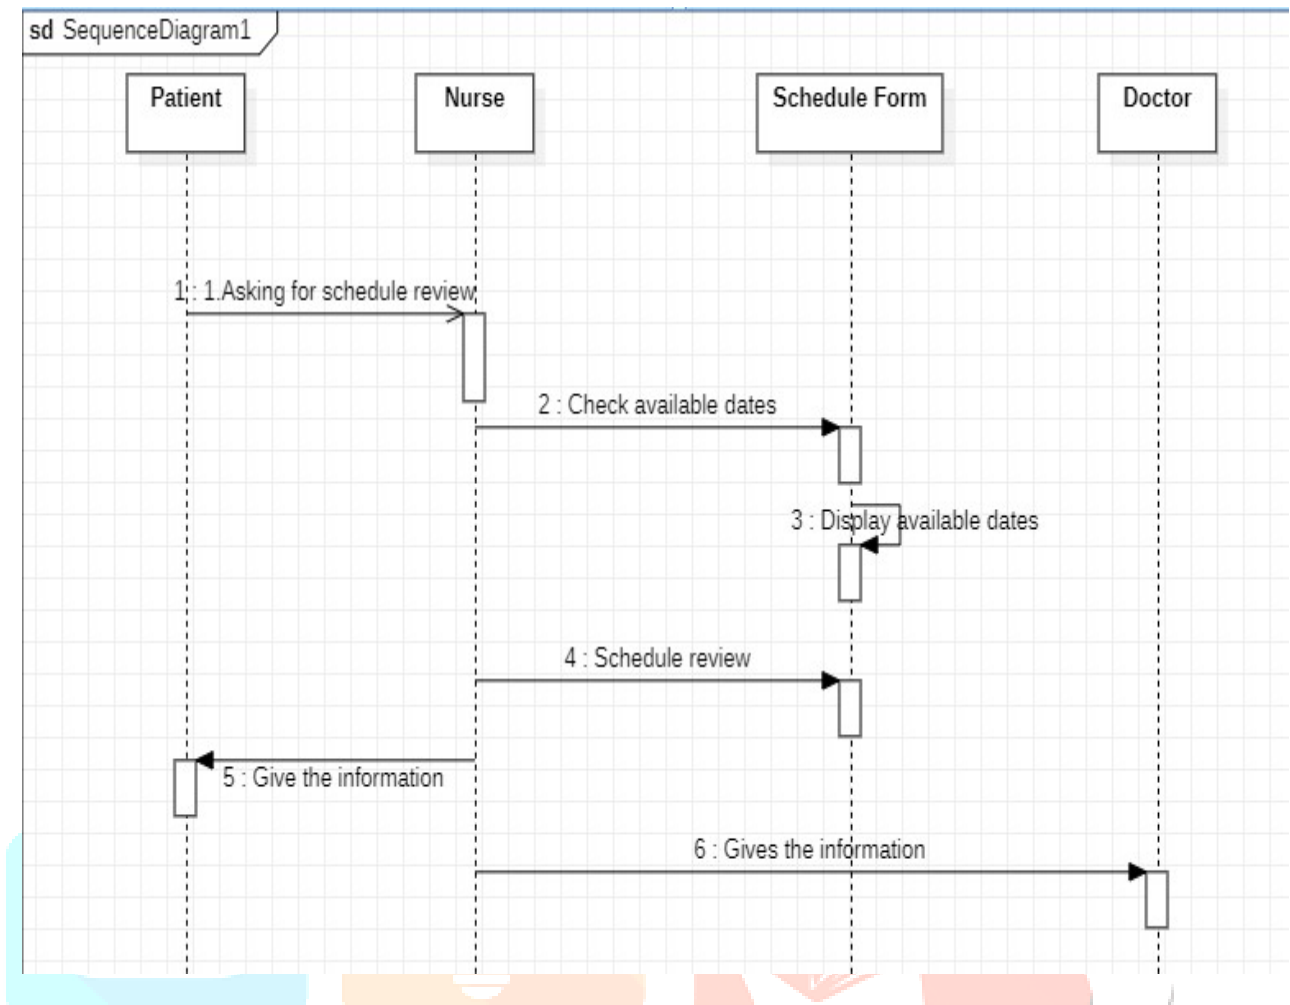 sd SequenceDiagram1
Patient
Nurse
Schedule Form
Doctor
1 : 1.Asking for schedule review
2 : Check available dates
3 : Display available dates
4 : Schedule review
5 : Give the information
6 : Gives the information